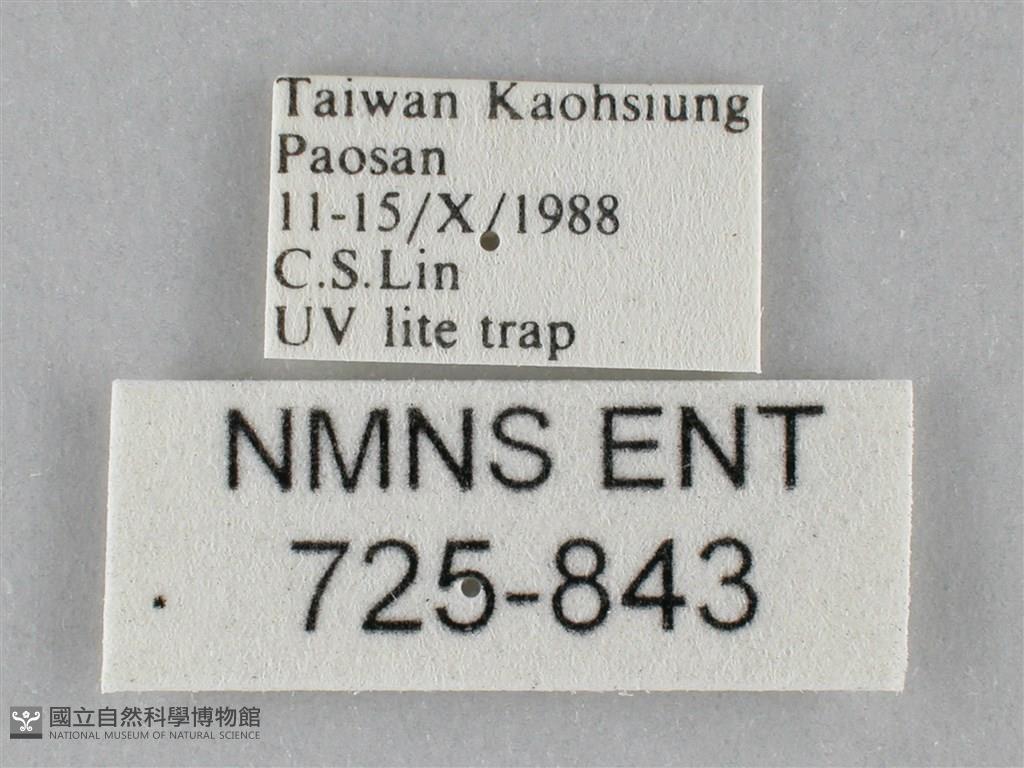 Taiwan Kaohsiung
Paosan
11-15/X/1988
C.S.Lin
UV lite trap
NMNS ENT
725-843
國立自然科學博物館
NATIONAL MUSEUM OF NATURAL SCIENCE